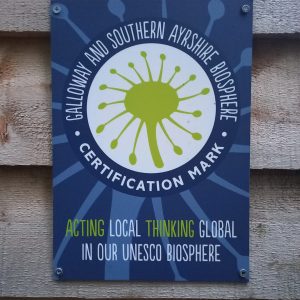 GALLOWAY AND SOUTHERN AYRSHIRE BIOSPHERE
• CERTIFICATION MARK •
ACTING LOCAL THINKING GLOBAL
IN OUR UNESCO BIOSPHERE